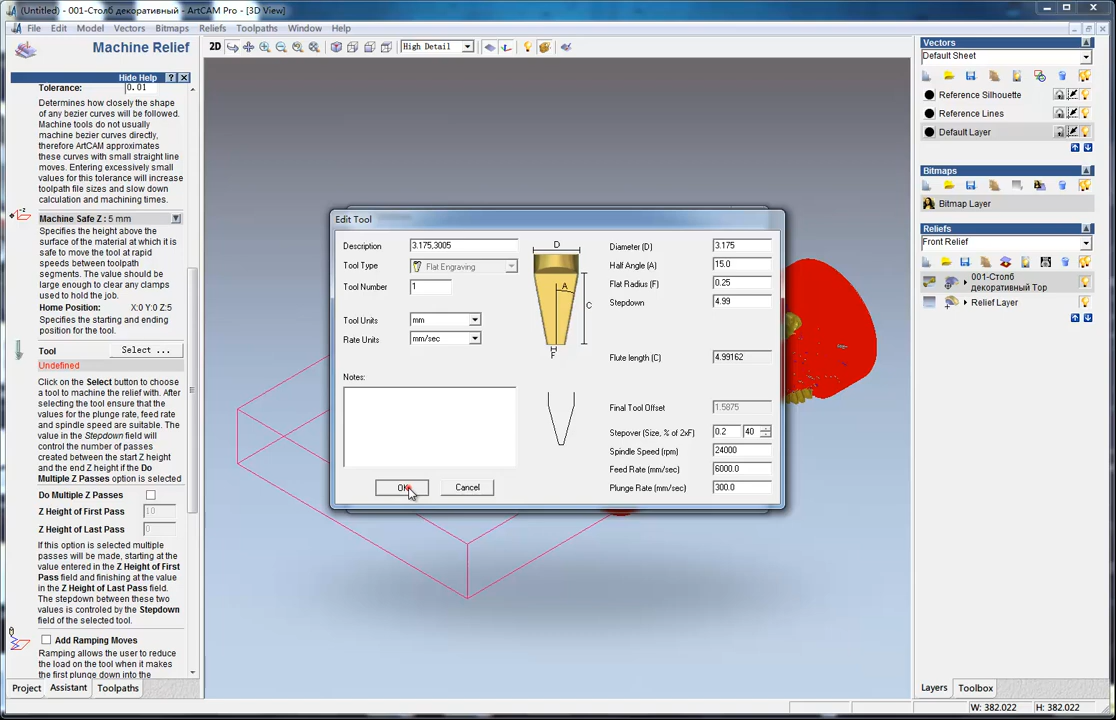 (Untitled) - 001-Столб декоративный - ArtCAM Pro - [3D View]
File Edit Model Vectors Bitmaps Reliefs Toolpaths Window Help
Machine Relief
Hide Help ? ×
2D
High Detail
Tolerance: 0.01
Determines how closely the shape
of any bezier curves will be followed.
Machine tools do not usually
machine bezier curves directly,
therefore ArtCAM approximates
these curves with small straight line
moves. Entering excessively small
values for this tolerance will increase
toolpath file sizes and slow down
calculation and machining times.
Machine Safe Z: 5 mm
Specifies the height above the
surface of the material at which it is
safe to move the tool at rapid
speeds between toolpath
segments. The value should be
large enough to clear any clamps
used to hold the job.
Home Position: X:0 Y:0 Z:5
Specifies the starting and ending
position for the tool.
Tool Select ...
Undefined
Click on the Select button to choose
a tool to machine the relief with. After
selecting the tool ensure that the
values for the plunge rate, feed rate
and spindle speed are suitable. The
value in the Stepdown field will
control the number of passes
created between the start Z height
and the end Z height if the Do
Multiple Z Passes option is selected
Do Multiple Z Passes
Z Height of First Pass 10
Z Height of Last Pass 0
If this option is selected multiple
passes will be made, starting at the
value entered in the Z Height of First
Pass field and finishing at the value
in the Z Height of Last Pass field.
The stepdown between these two
values is controled by the Stepdown
field of the selected tool.
Add Ramping Moves
Ramping allows the user to reduce
the load on the tool when it makes
the first plunge down into the
Project Assistant Toolpaths
Edit Tool
Description 3.175,3005
Tool Type Flat Engraving
Tool Number 1
Tool Units mm
Rate Units mm/sec
Notes:
OK Cancel
D
A
C
F
Diameter (D) 3.175
Half Angle (A) 15.0
Flat Radius (F) 0.25
Stepdown 4.99
Flute length (C) 4.99162
Final Tool Offset 1.5875
Stepover (Size, % of 2xF) 0.2 40
Spindle Speed (rpm) 24000
Feed Rate (mm/sec) 6000.0
Plunge Rate (mm/sec) 300.0
Vectors
Default Sheet
Reference Silhouette
Reference Lines
Default Layer
Bitmaps
Bitmap Layer
Reliefs
Front Relief
001-Столб
декоративный Top
Relief Layer
Layers Toolbox
W: 382.022 H: 382.022